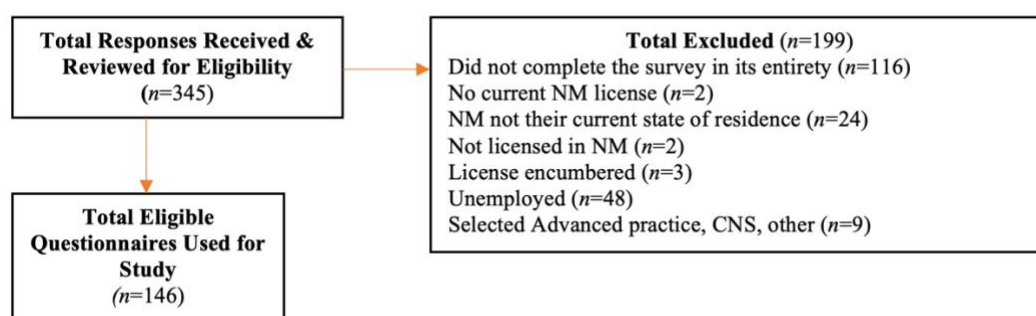 Total Responses Received &
Reviewed for Eligibility
(n=345)
Total Excluded (n=199)
Did not complete the survey in its entirety (n=116)
No current NM license (n=2)
NM not their current state of residence (n=24)
Not licensed in NM (n=2)
License encumbered (n=3)
Unemployed (n=48)
Selected Advanced practice, CNS, other (n=9)
Total Eligible
Questionnaires Used for
Study
(n=146)